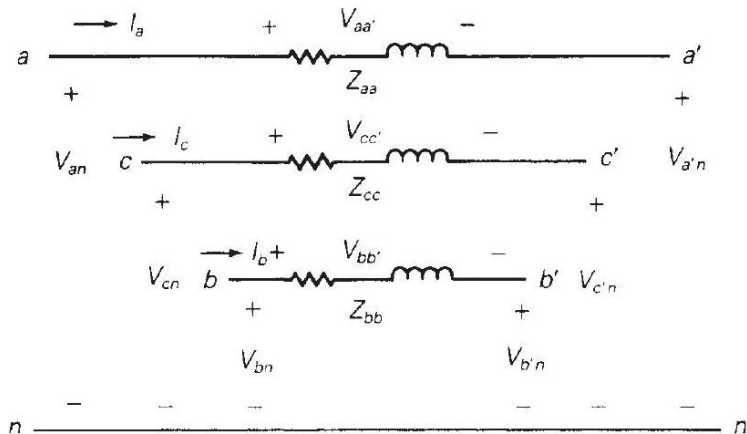 I_a + V_aa' −
a a'
Z_aa
+ +
I_c + V_cc' −
V_an c c' V_a'n
Z_cc
+ +
I_b + V_bb' −
V_cn b b' V_c'n
Z_bb
+ +
V_bn V_b'n
− − − − − −
n n